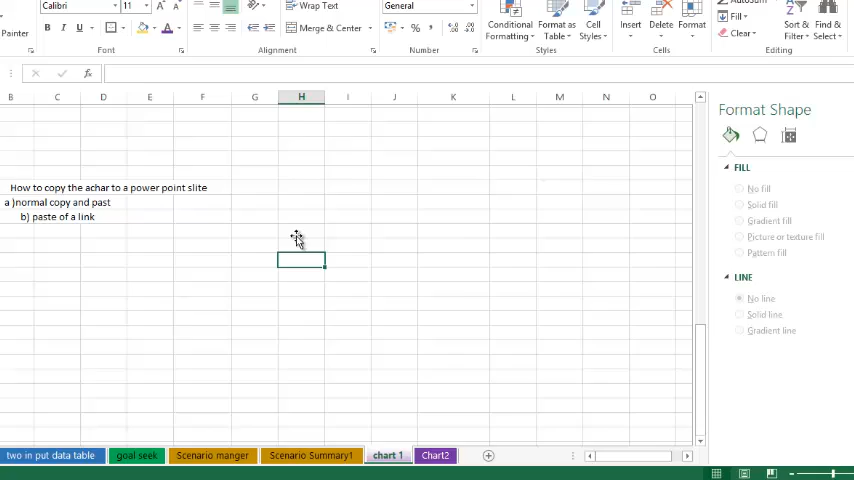 Calibri 11 A A Wrap Text General AutoSum
Painter B I U A Merge & Center % , Conditional Formatting Format as Table Cell Styles Insert Delete Format Fill Clear Sort & Filter Find & Select
Font Alignment Number Styles Cells Editing
fx
B C D E F G H I J K L M N O
Format Shape
FILL
No fill
Solid fill
Gradient fill
Picture or texture fill
Pattern fill
LINE
No line
Solid line
Gradient line
How to copy the achar to a power point slite
a )normal copy and past
b) paste of a link
two in put data table goal seek Scenario manger Scenario Summary1 chart 1 Chart2